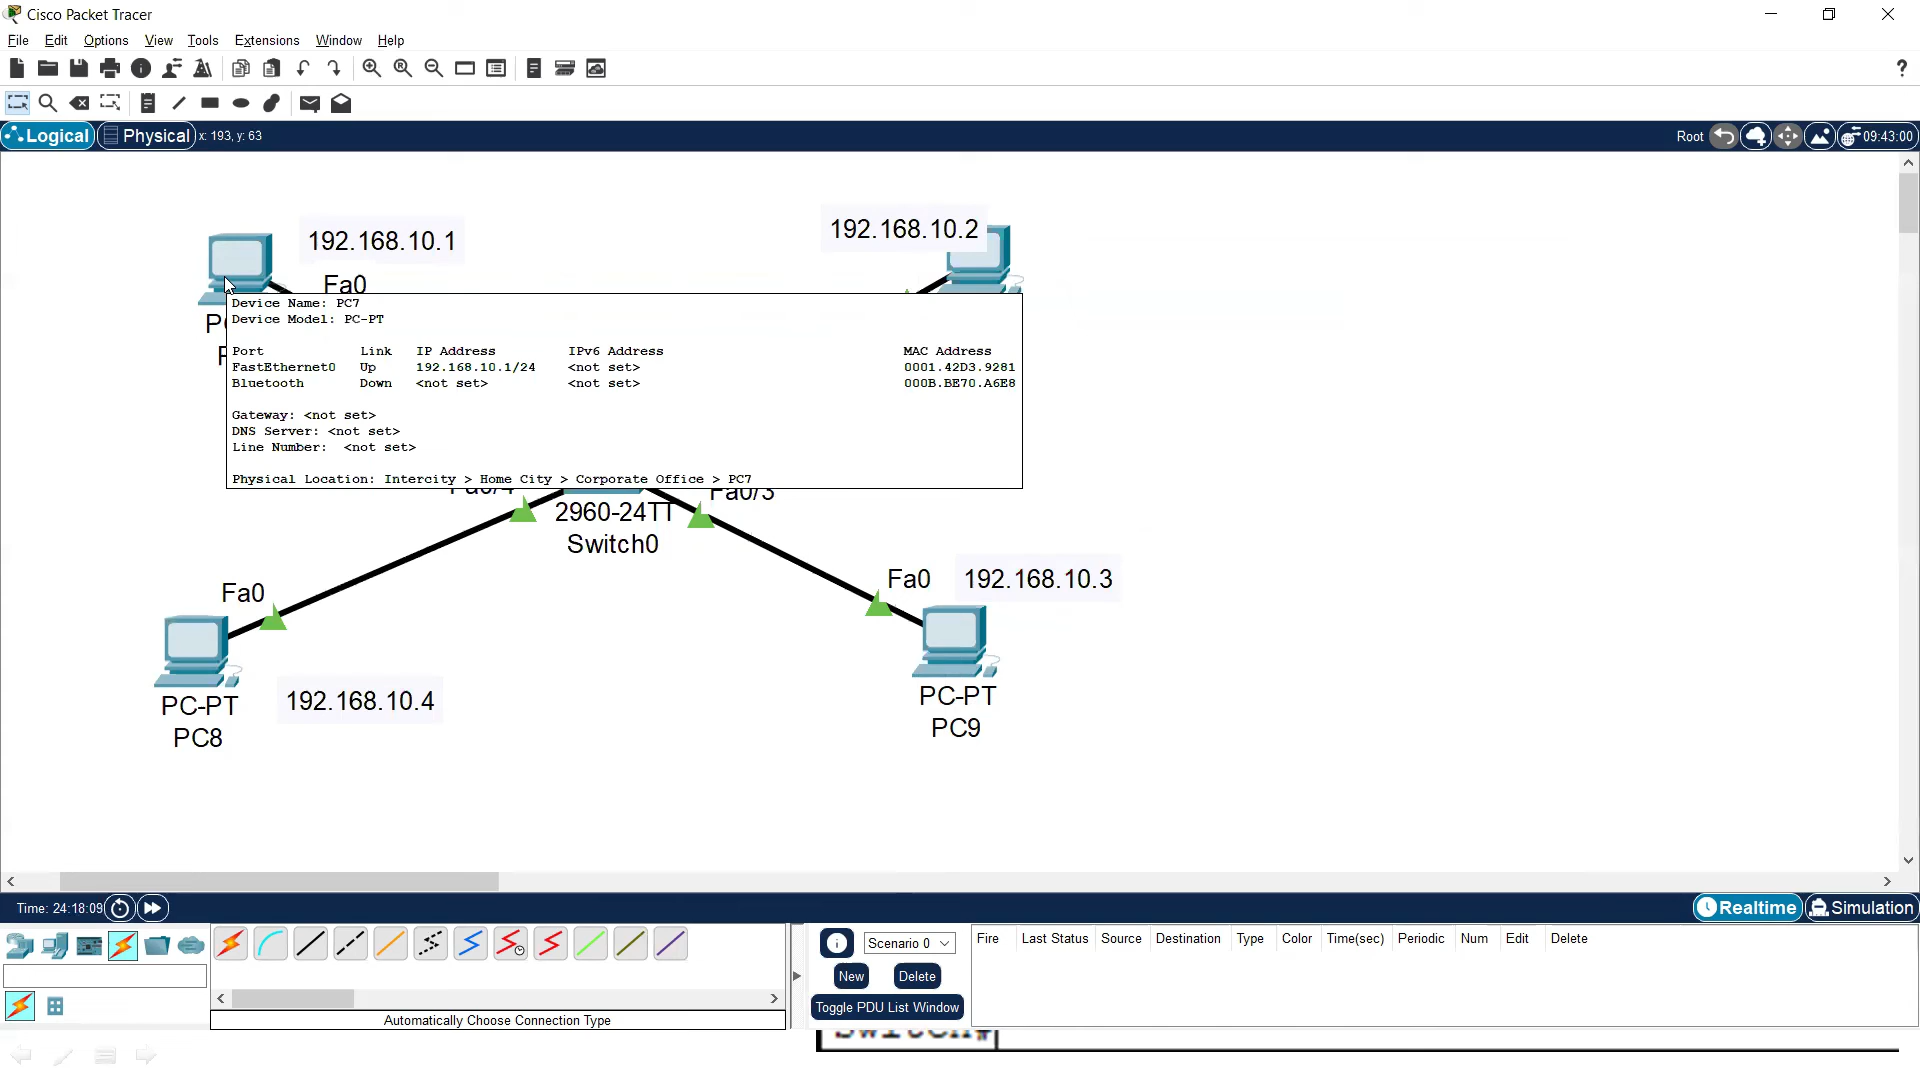 Cisco Packet Tracer
File Edit Options View Tools Extensions Window Help
?
Logical Physical x: 193, y: 63 Root 09:43:00
192.168.10.1
192.168.10.2
Fa0
Device Name: PC7
Device Model: PC-PT
Port Link IP Address IPv6 Address MAC Address
FastEthernet0 Up 192.168.10.1/24 <not set> 0001.42D3.9281
Bluetooth Down <not set> <not set> 000B.BE70.A6E8
Gateway: <not set>
DNS Server: <not set>
Line Number: <not set>
Physical Location: Intercity > Home City > Corporate Office > PC7
Fa0/4
Fa0/3
2960-24TT
Switch0
Fa0
Fa0
192.168.10.3
PC-PT
PC8
192.168.10.4
PC-PT
PC9
Time: 24:18:09 Realtime Simulation
Scenario 0
New Delete
Toggle PDU List Window
Fire Last Status Source Destination Type Color Time(sec) Periodic Num Edit Delete
Automatically Choose Connection Type